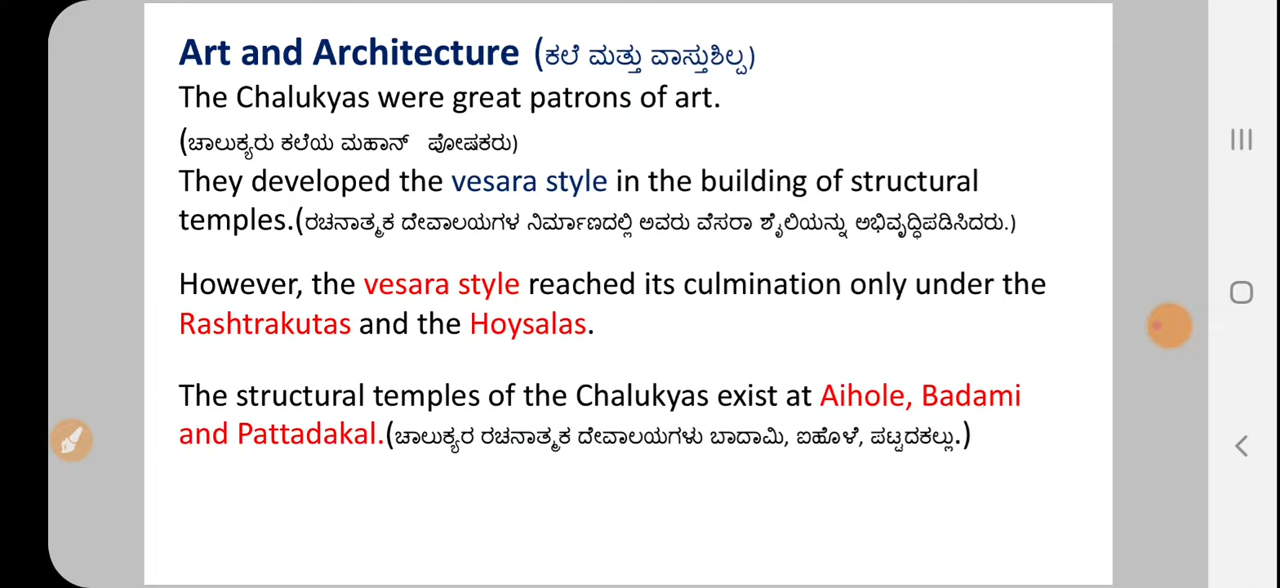 Art and Architecture (ಕಲೆ ಮತ್ತು ವಾಸ್ತುಶಿಲ್ಪ)
The Chalukyas were great patrons of art.
(ಚಾಲುಕ್ಯರು ಕಲೆಯ ಮಹಾನ್ ಪೋಷಕರು)
They developed the vesara style in the building of structural
temples.(ರಚನಾತ್ಮಕ ದೇವಾಲಯಗಳ ನಿರ್ಮಾಣದಲ್ಲಿ ಅವರು ವೆಸರಾ ಶೈಲಿಯನ್ನು ಅಭಿವೃದ್ಧಿಪಡಿಸಿದರು.)
However, the vesara style reached its culmination only under the
Rashtrakutas and the Hoysalas.
The structural temples of the Chalukyas exist at Aihole, Badami
and Pattadakal.(ಚಾಲುಕ್ಯರ ರಚನಾತ್ಮಕ ದೇವಾಲಯಗಳು ಬಾದಾಮಿ, ಐಹೊಳೆ, ಪಟ್ಟದಕಲ್ಲು.)